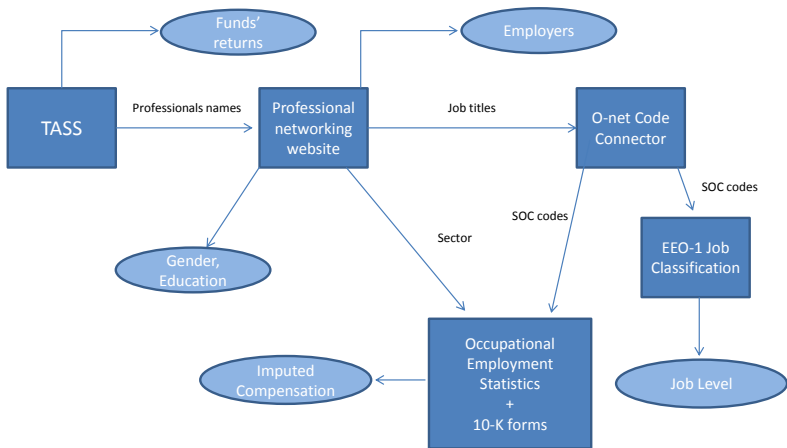 Funds'
returns
Employers
TASS
Professionals names
Professional
networking
website
Job titles
O-net Code
Connector
SOC codes
SOC codes
Sector
EEO-1 Job
Classification
Gender,
Education
Occupational
Employment
Statistics
+
10-K forms
Imputed
Compensation
Job Level